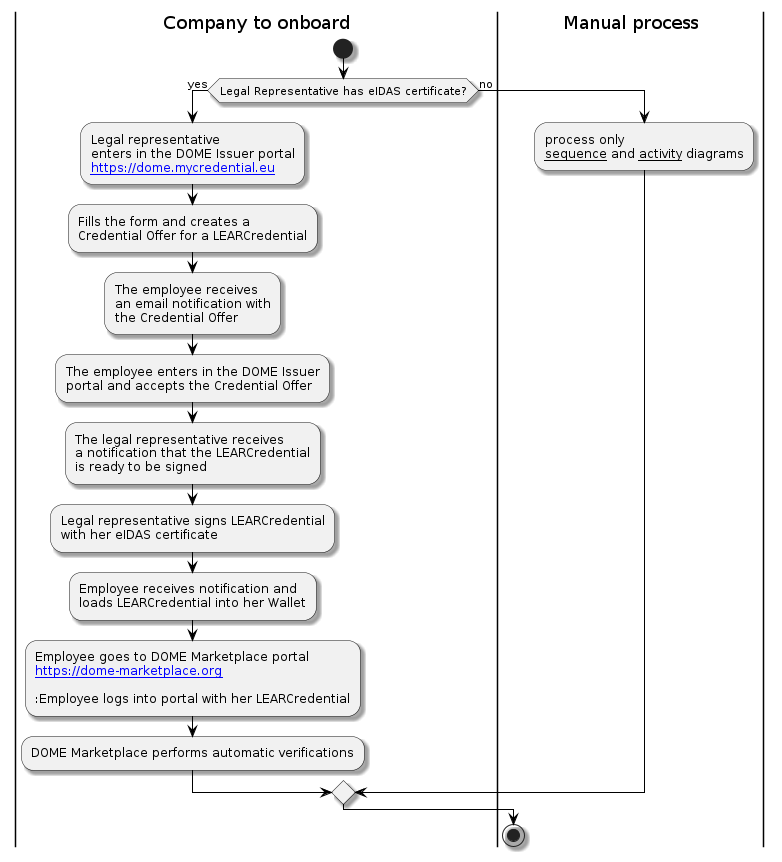 Company to onboard
Manual process
Legal Representative has eIDAS certificate?
yes
no
Legal representative
enters in the DOME Issuer portal
https://dome.mycredential.eu
process only
sequence and activity diagrams
Fills the form and creates a
Credential Offer for a LEARCredential
The employee receives
an email notification with
the Credential Offer
The employee enters in the DOME Issuer
portal and accepts the Credential Offer
The legal representative receives
a notification that the LEARCredential
is ready to be signed
Legal representative signs LEARCredential
with her eIDAS certificate
Employee receives notification and
loads LEARCredential into her Wallet
Employee goes to DOME Marketplace portal
https://dome-marketplace.org
:Employee logs into portal with her LEARCredential
DOME Marketplace performs automatic verifications